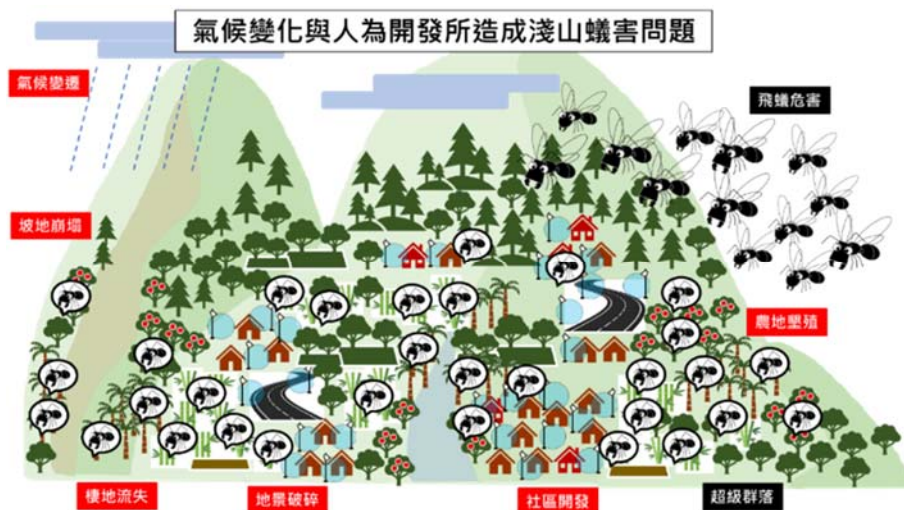 氣候變化與人為開發所造成淺山蟻害問題
氣候變遷
飛蟻危害
坡地崩塌
農地墾殖
棲地流失
地景破碎
社區開發
超級群落